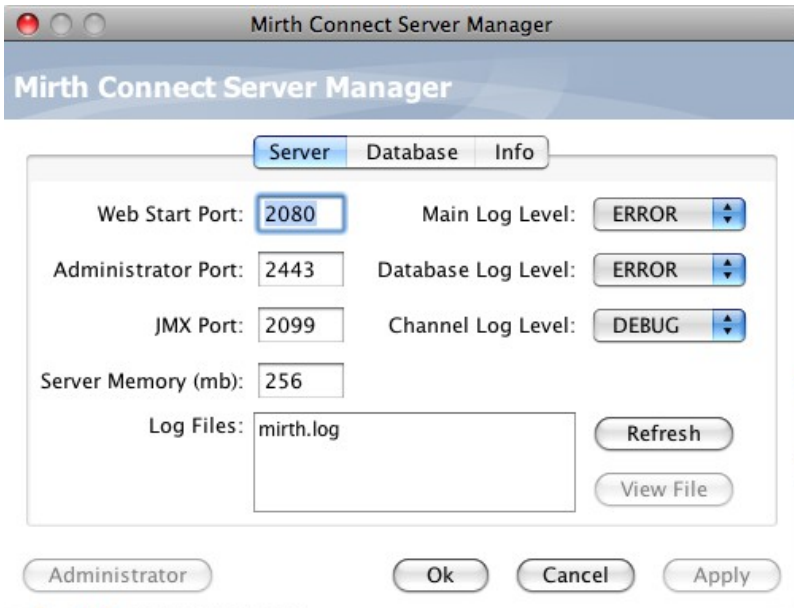 Mirth Connect Server Manager
Mirth Connect Server Manager
Server Database Info
Web Start Port: 2080 Main Log Level: ERROR
Administrator Port: 2443 Database Log Level: ERROR
JMX Port: 2099 Channel Log Level: DEBUG
Server Memory (mb): 256
Log Files: mirth.log Refresh
View File
Administrator Ok Cancel Apply